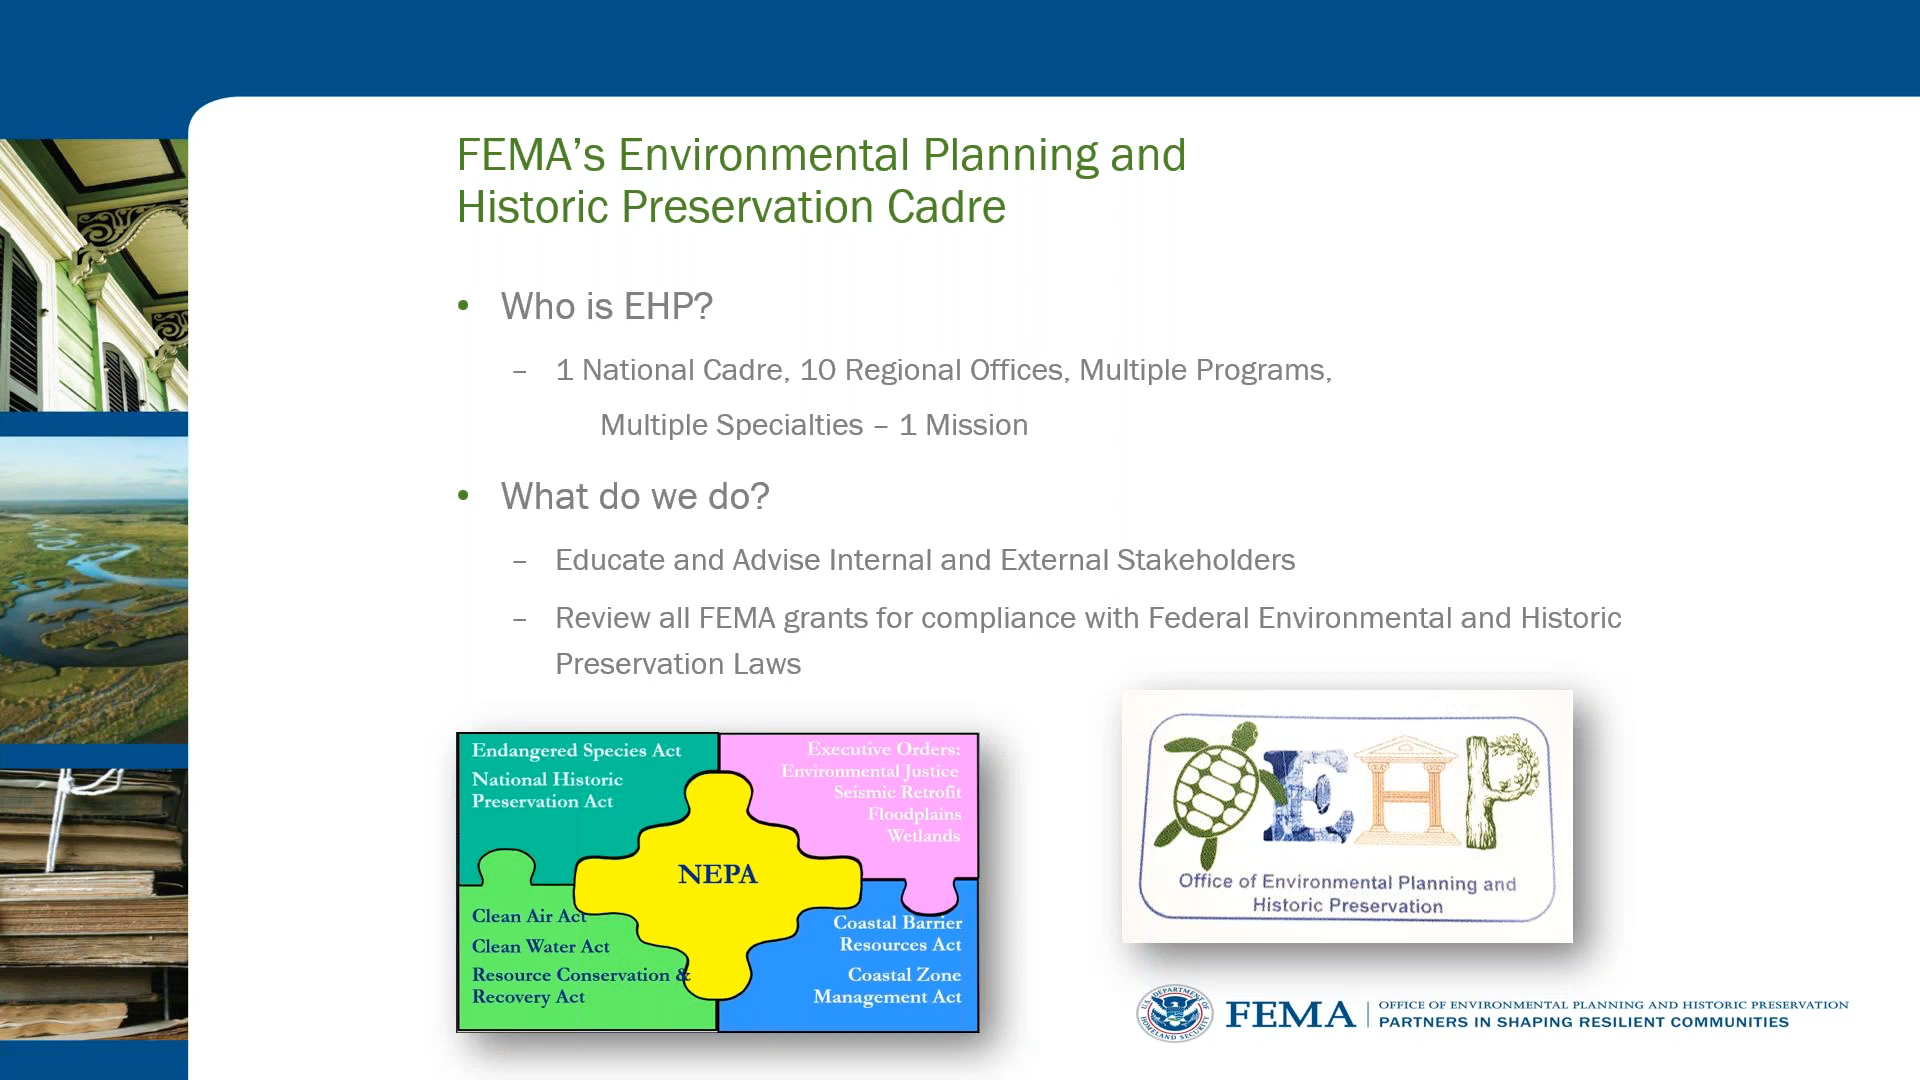 FEMA’s Environmental Planning and
Historic Preservation Cadre
• Who is EHP?
– 1 National Cadre, 10 Regional Offices, Multiple Programs,
Multiple Specialties – 1 Mission
• What do we do?
– Educate and Advise Internal and External Stakeholders
– Review all FEMA grants for compliance with Federal Environmental and Historic
Preservation Laws
Endangered Species Act
National Historic
Preservation Act
Executive Orders:
Environmental Justice
Seismic Retrofit
Floodplains
Wetlands
NEPA
Clean Air Act
Clean Water Act
Resource Conservation &
Recovery Act
Coastal Barrier
Resources Act
Coastal Zone
Management Act
EHP
Office of Environmental Planning and
Historic Preservation
U.S. DEPARTMENT OF
HOMELAND SECURITY
FEMA
OFFICE OF ENVIRONMENTAL PLANNING AND HISTORIC PRESERVATION
PARTNERS IN SHAPING RESILIENT COMMUNITIES